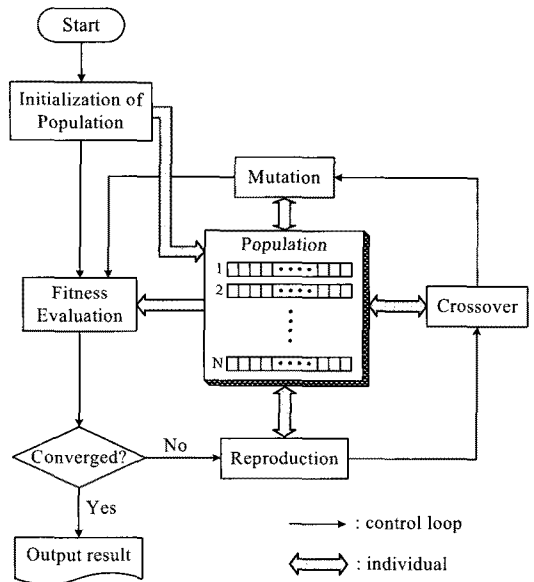 Start
Initialization of
Population
Mutation
Population
1
2
N
Fitness
Evaluation
Crossover
Converged?
No
Reproduction
Yes
Output result
: control loop
: individual